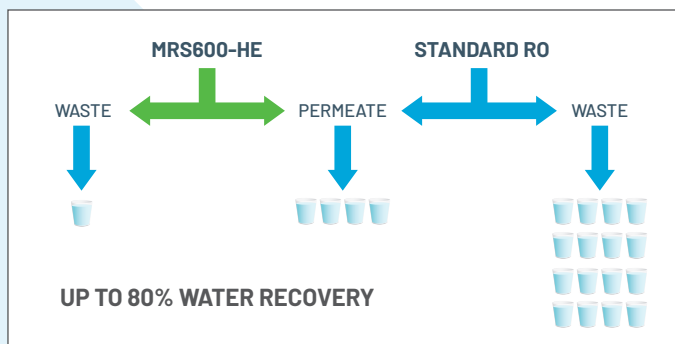 MRS600-HE
STANDARD RO
WASTE
PERMEATE
WASTE
UP TO 80% WATER RECOVERY